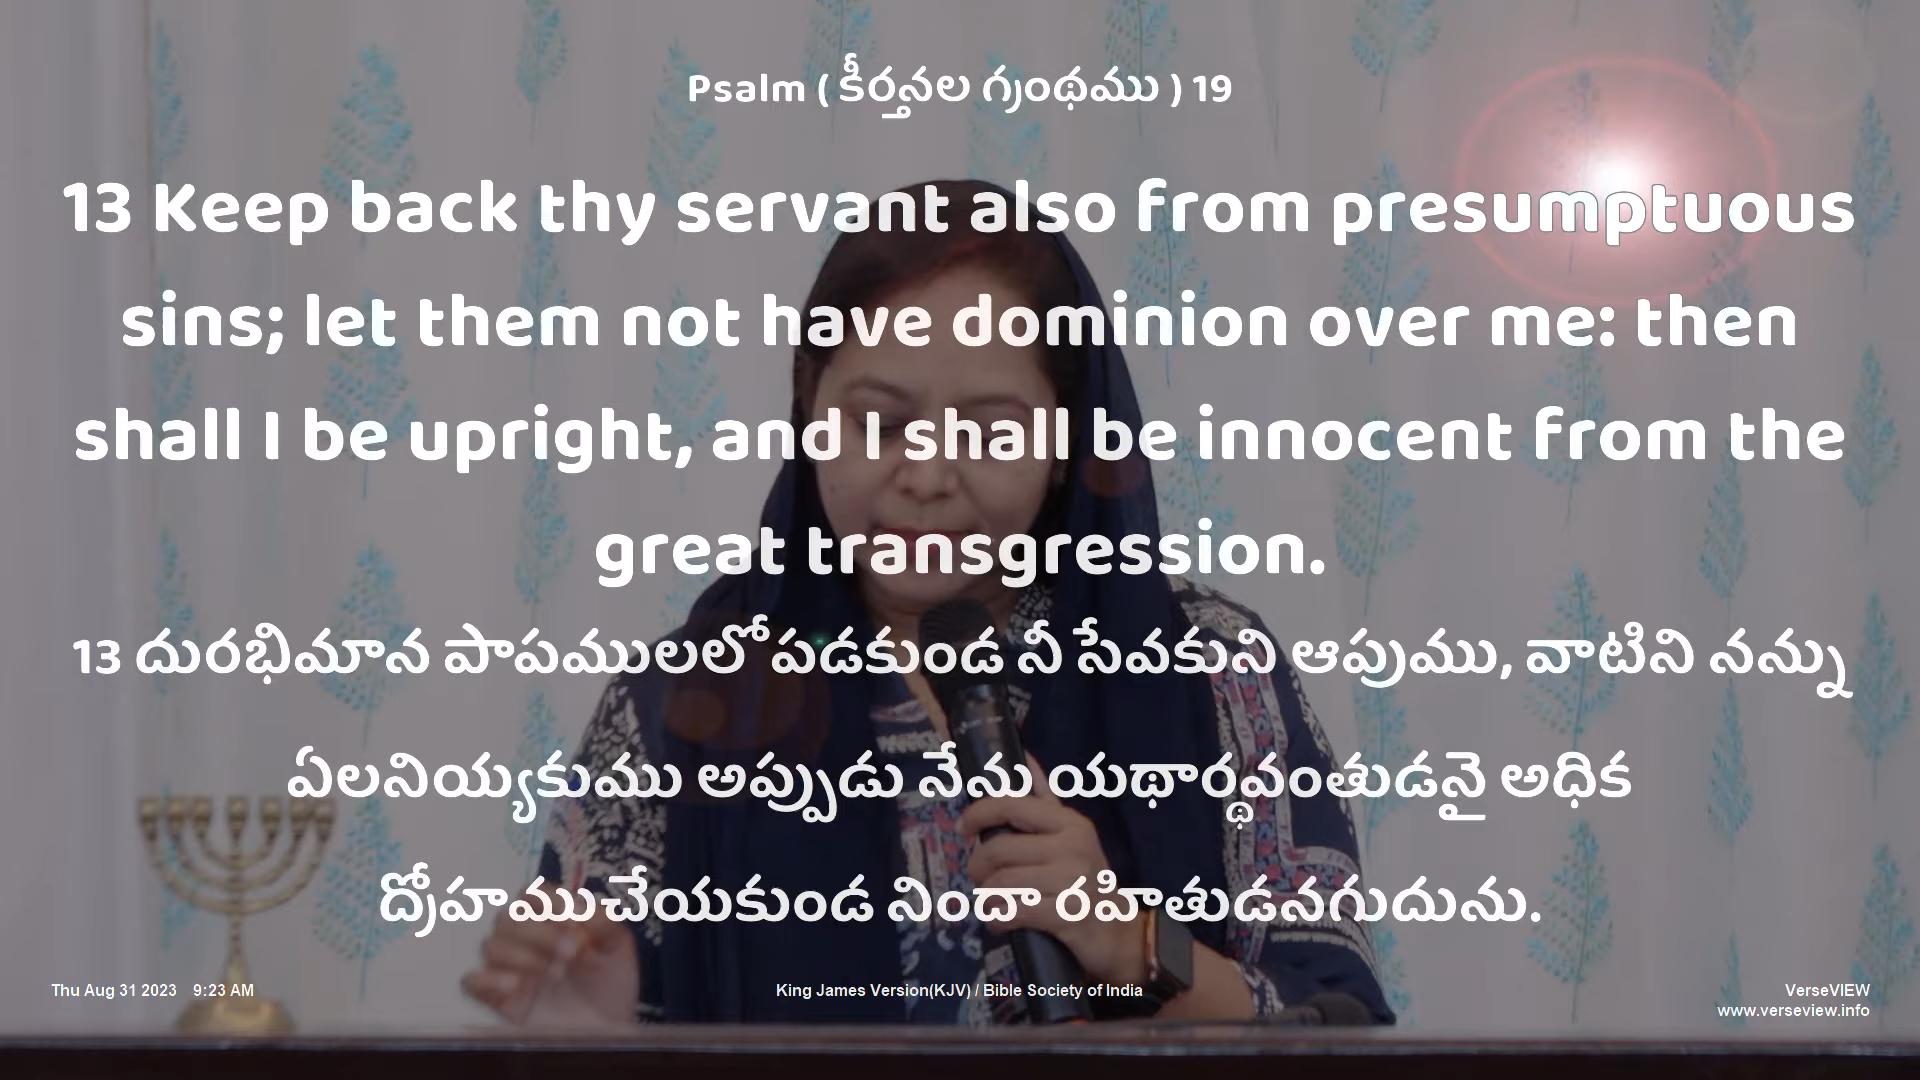 Psalm ( కీర్తనల గ్రంథము ) 19
13 Keep back thy servant also from presumptuous
sins; let them not have dominion over me: then
shall I be upright, and I shall be innocent from the
great transgression.
13 దురభిమాన పాపములలో పడకుండ నీ సేవకుని ఆపుము, వాటిని నన్ను
ఏలనియ్యకుము అప్పుడు నేను యథార్థవంతుడనై అధిక
ద్రోహముచేయకుండ నిందా రహితుడనగుదును.
Thu Aug 31 2023 9:23 AM
King James Version(KJV) / Bible Society of India
VerseVIEW
www.verseview.info